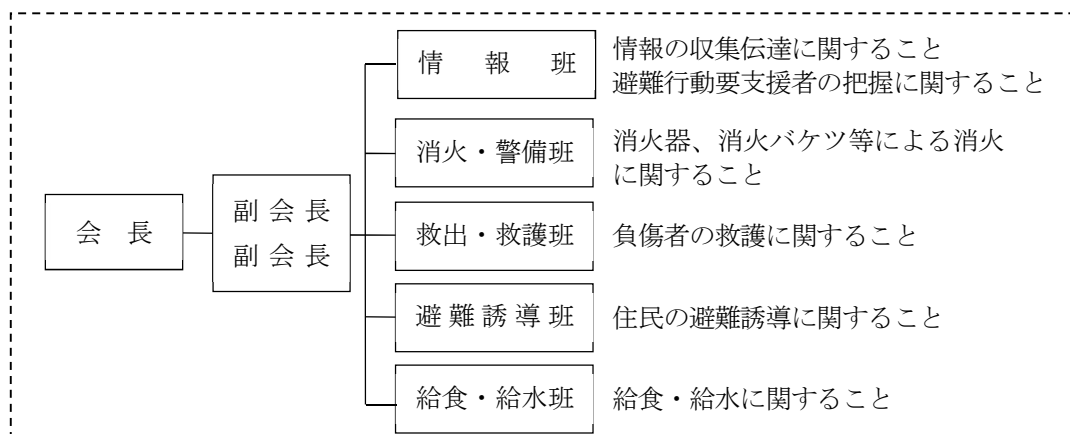 会長
副会長
副会長
情報班
情報の収集伝達に関すること
避難行動要支援者の把握に関すること
消火・警備班
消火器、消火バケツ等による消火
に関すること
救出・救護班
負傷者の救護に関すること
避難誘導班
住民の避難誘導に関すること
給食・給水班
給食・給水に関すること